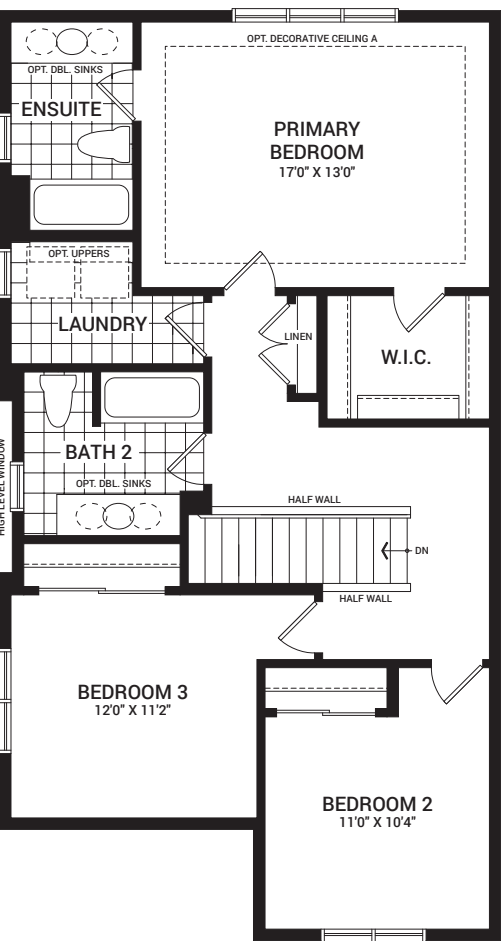 OPT. DECORATIVE CEILING A
OPT. DBL. SINKS
ENSUITE
PRIMARY
BEDROOM
17'0" X 13'0"
OPT. UPPERS
LAUNDRY
LINEN
W.I.C.
BATH 2
OPT. DBL. SINKS
HIGH LEVEL WINDOW
HALF WALL
DN
HALF WALL
BEDROOM 3
12'0" X 11'2"
BEDROOM 2
11'0" X 10'4"